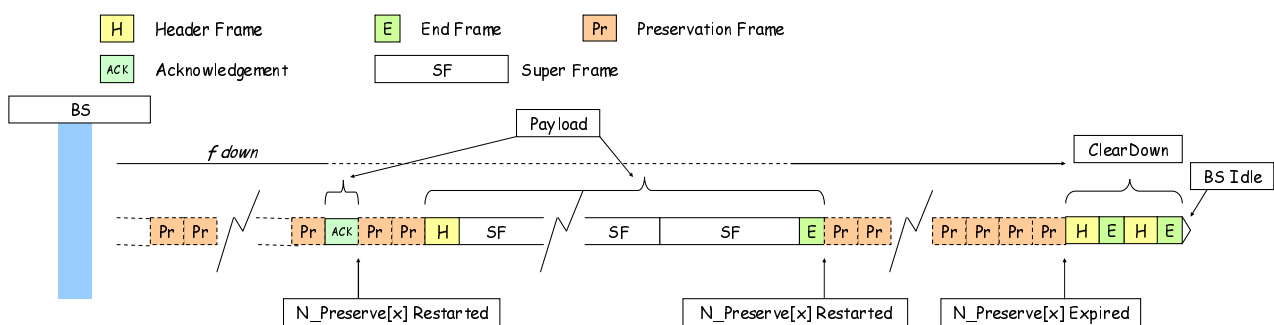 H Header Frame E End Frame Pr Preservation Frame
ACK Acknowledgement SF Super Frame
BS
Payload
f down
ClearDown
BS Idle
Pr Pr Pr ACK Pr Pr H SF SF SF E Pr Pr Pr Pr Pr Pr H E H E
N_Preserve[x] Restarted N_Preserve[x] Restarted N_Preserve[x] Expired